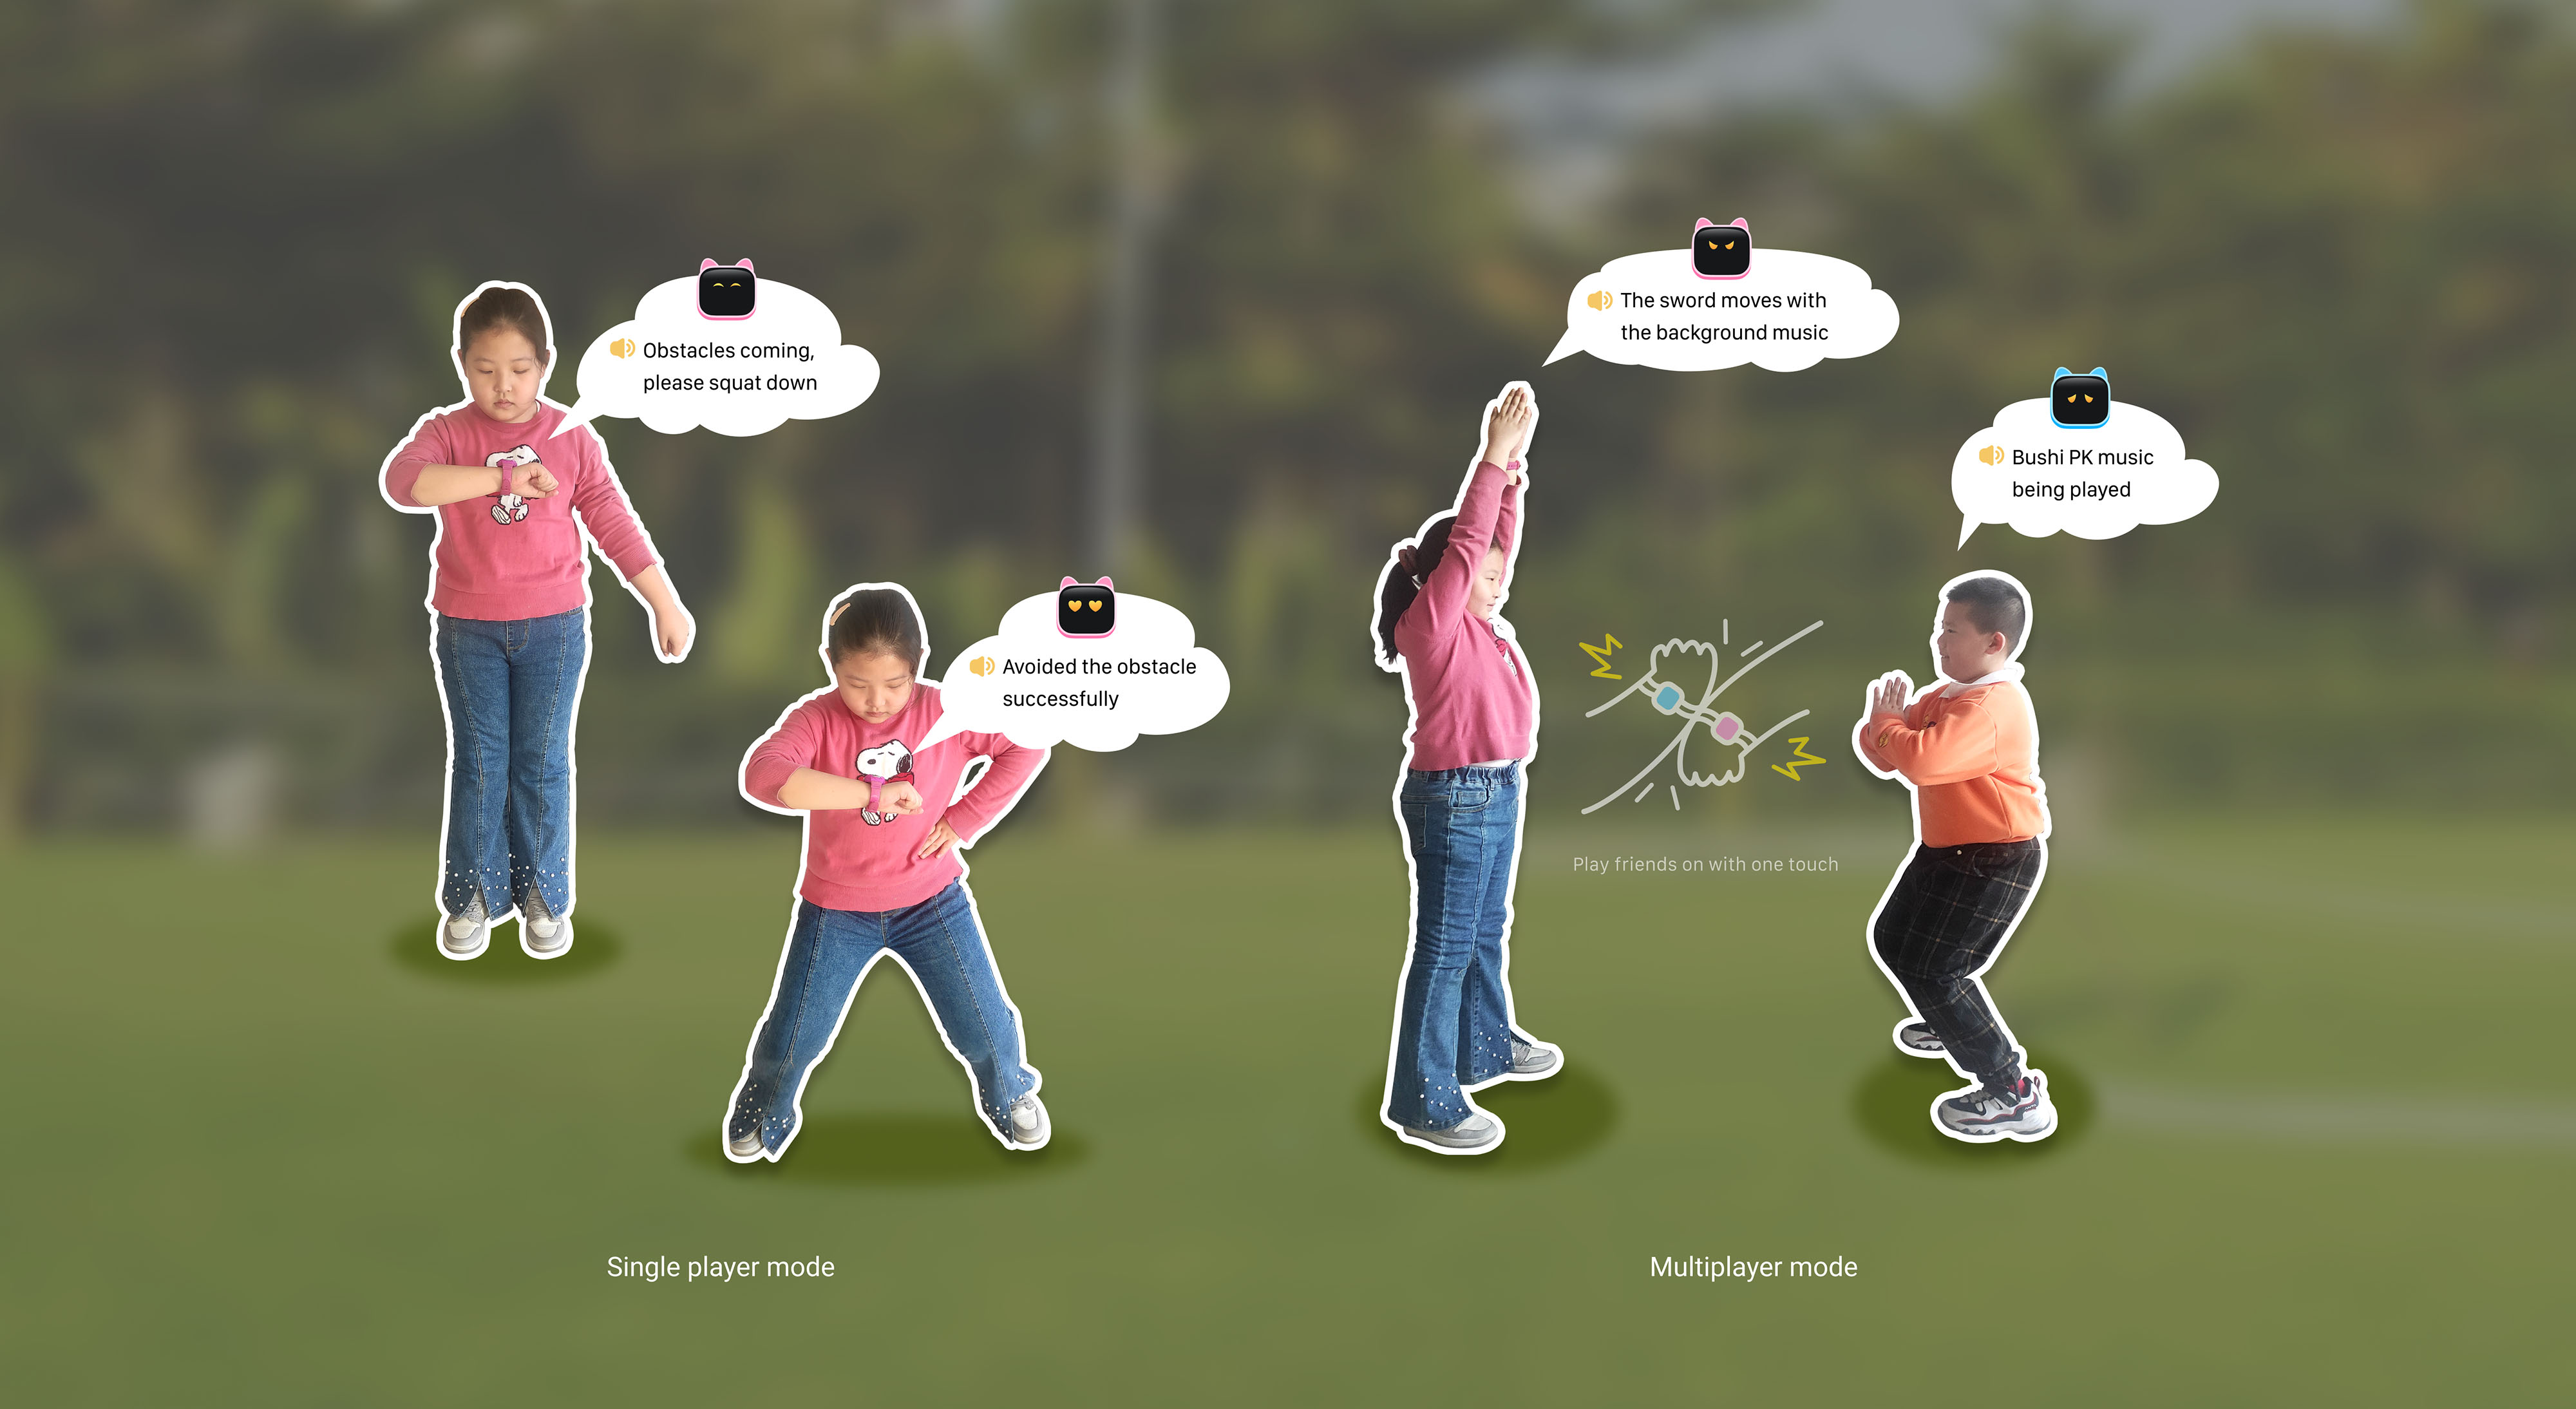 Obstacles coming,
please squat down
Avoided the obstacle
successfully
The sword moves with
the background music
Bushi PK music
being played
Play friends on with one touch
Single player mode
Multiplayer mode